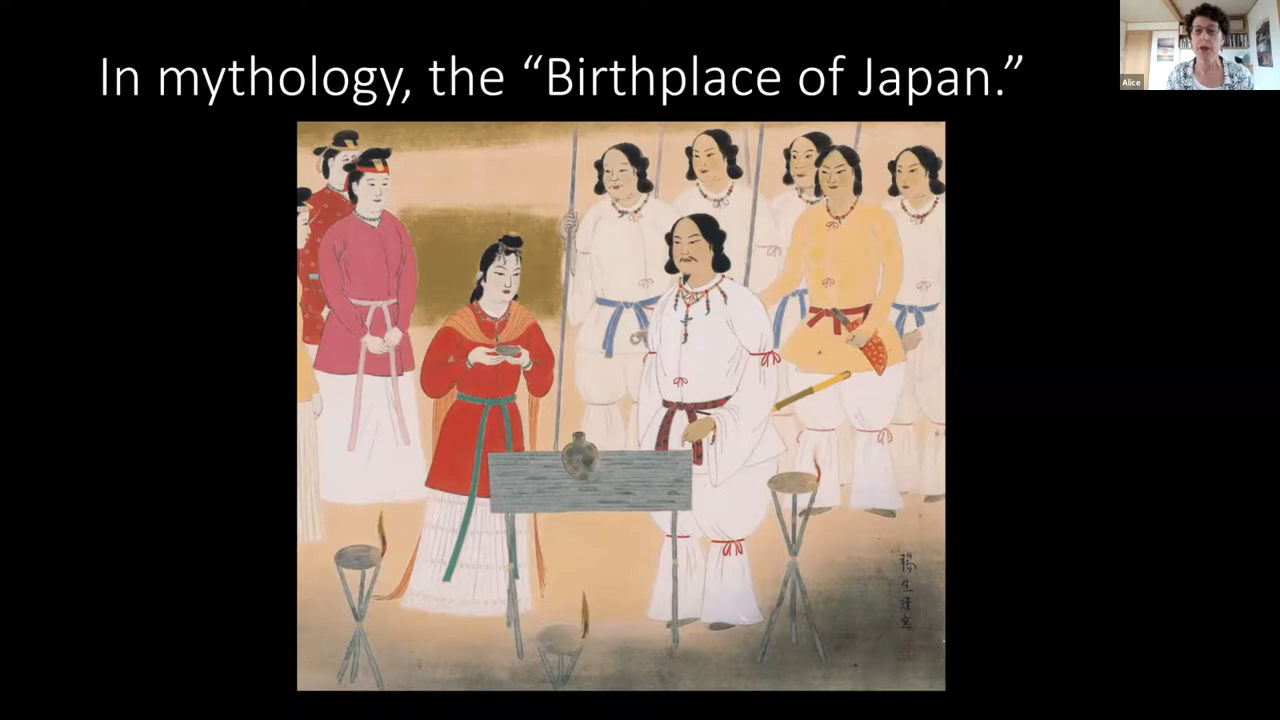 In mythology, the “Birthplace of Japan.”
Alice